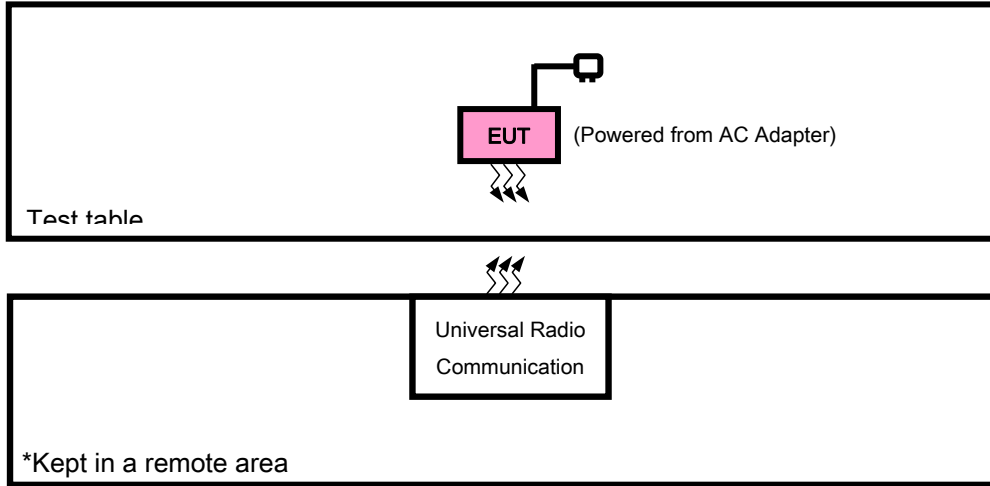 EUT
(Powered from AC Adapter)
Test table
Universal Radio
Communication
*Kept in a remote area